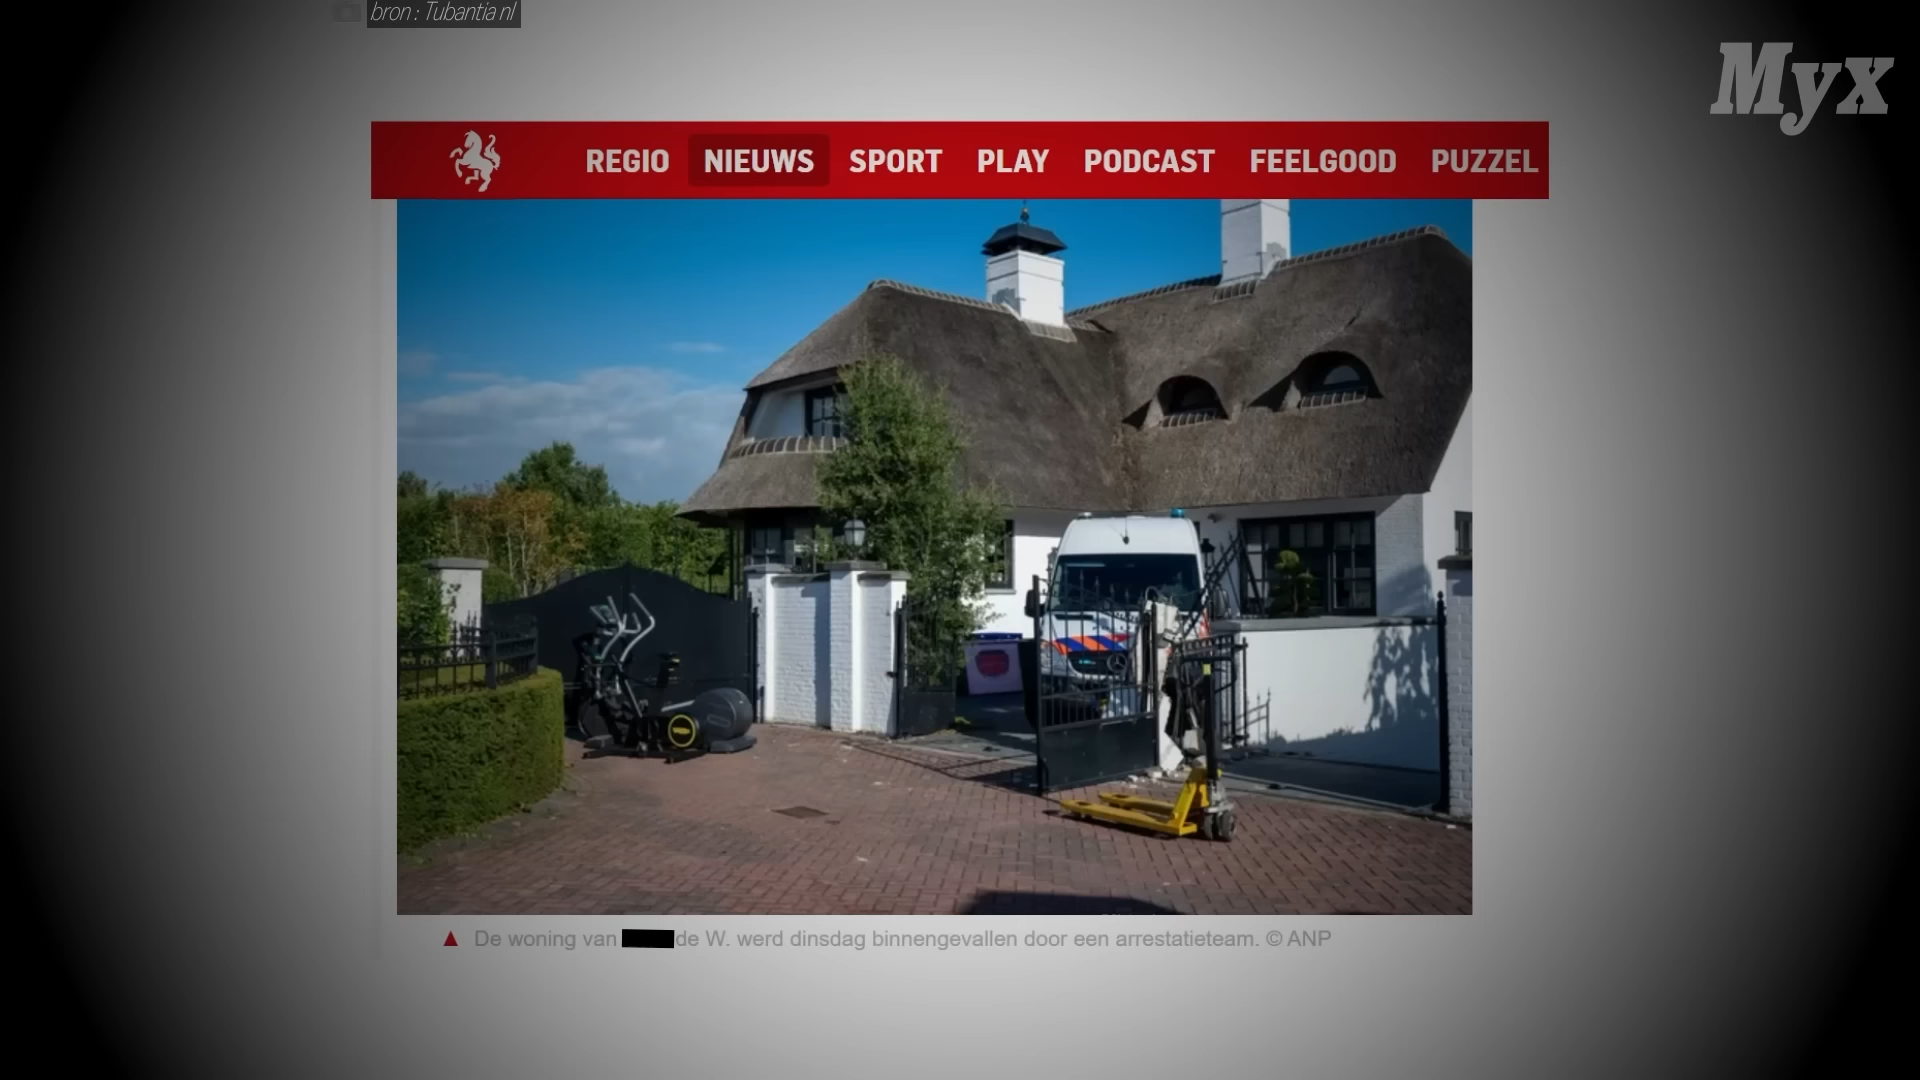 bron : Tubantia nl
Myx
REGIO NIEUWS SPORT PLAY PODCAST FEELGOOD PUZZEL
▲ De woning van de W. werd dinsdag binnengevallen door een arrestatieteam. © ANP